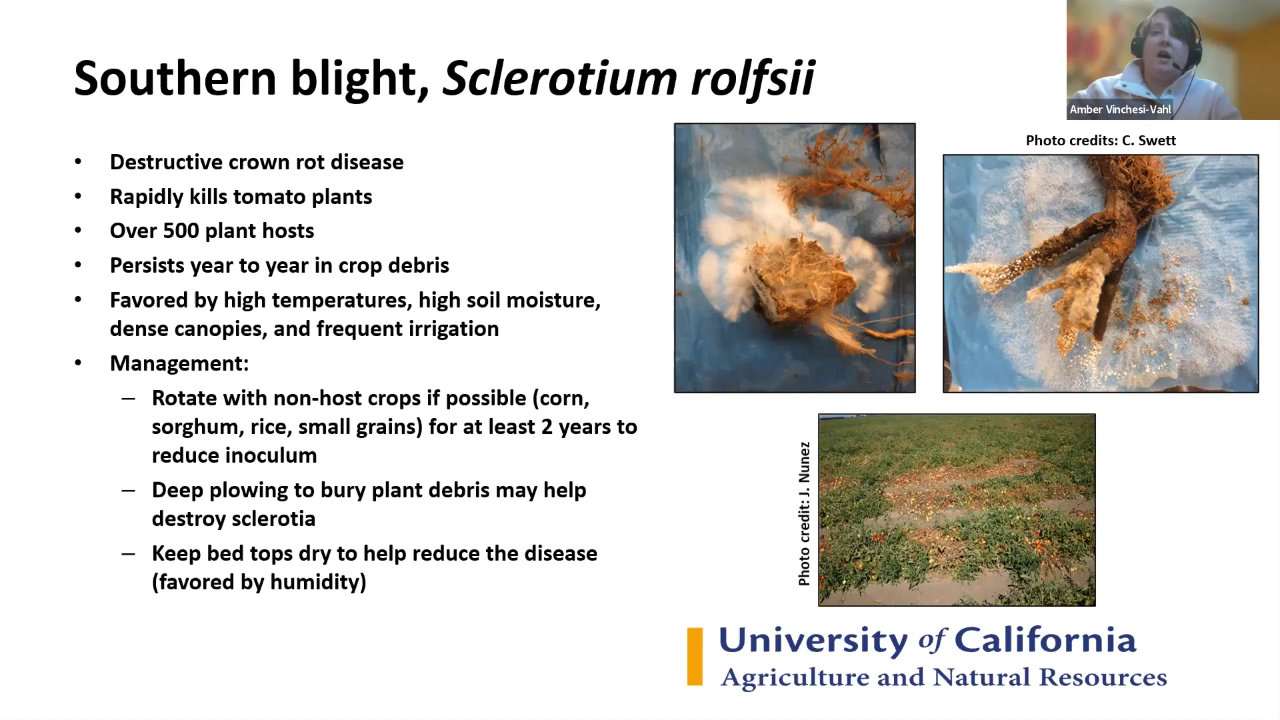 Southern blight, Sclerotium rolfsii
Amber Vinchesi-Vahl
• Destructive crown rot disease
• Rapidly kills tomato plants
• Over 500 plant hosts
• Persists year to year in crop debris
• Favored by high temperatures, high soil moisture,
dense canopies, and frequent irrigation
• Management:
– Rotate with non-host crops if possible (corn,
sorghum, rice, small grains) for at least 2 years to
reduce inoculum
– Deep plowing to bury plant debris may help
destroy sclerotia
– Keep bed tops dry to help reduce the disease
(favored by humidity)
Photo credits: C. Swett
Photo credit: J. Nunez
University of California
Agriculture and Natural Resources